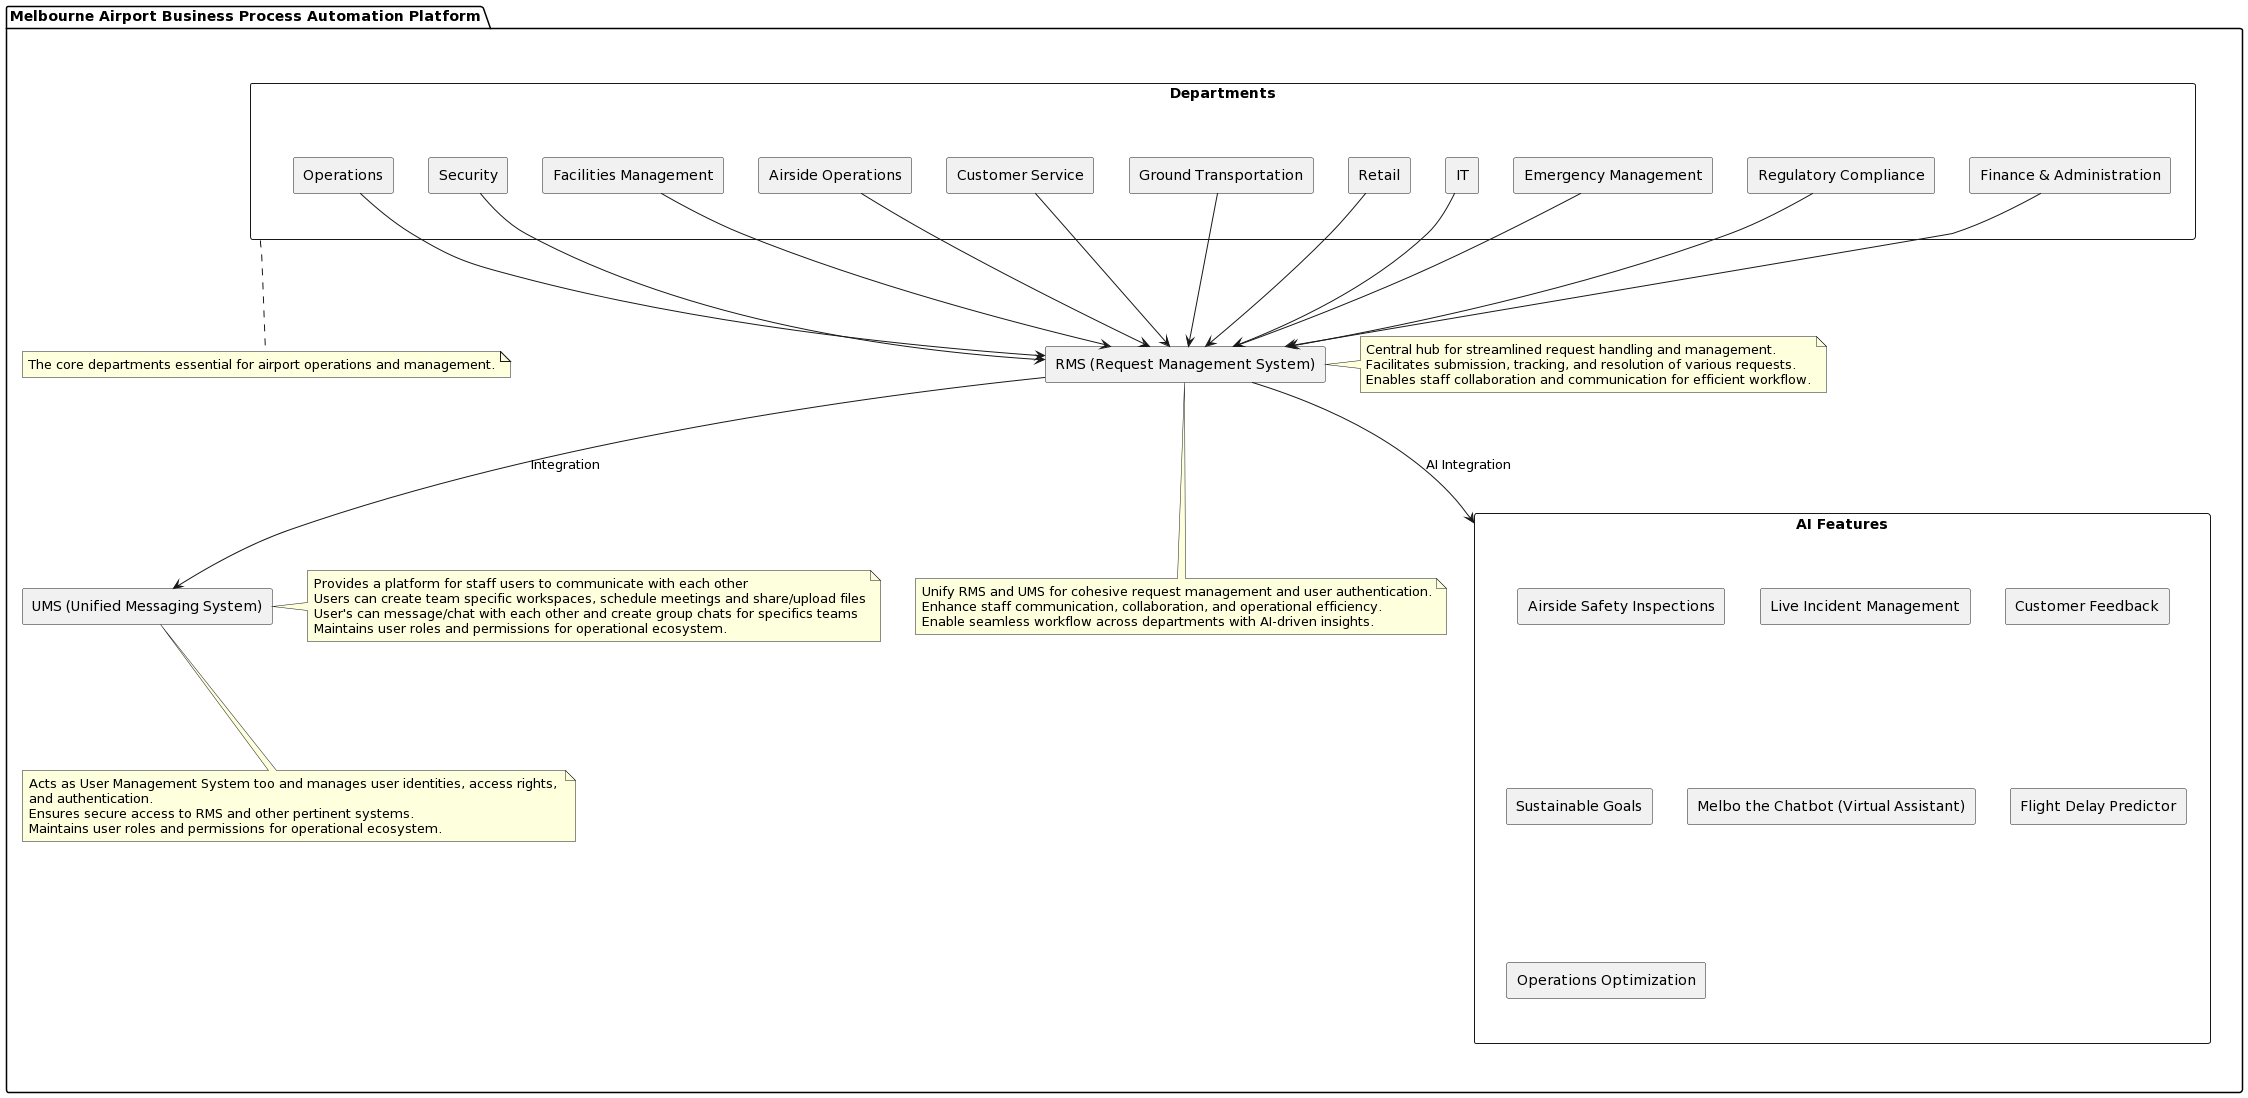 Melbourne Airport Business Process Automation Platform
Departments
Operations
Security
Facilities Management
Airside Operations
Customer Service
Ground Transportation
Retail
IT
Emergency Management
Regulatory Compliance
Finance & Administration
The core departments essential for airport operations and management.
RMS (Request Management System)
Central hub for streamlined request handling and management.
Facilitates submission, tracking, and resolution of various requests.
Enables staff collaboration and communication for efficient workflow.
Integration
AI Integration
UMS (Unified Messaging System)
Provides a platform for staff users to communicate with each other
Users can create team specific workspaces, schedule meetings and share/upload files
User's can message/chat with each other and create group chats for specifics teams
Maintains user roles and permissions for operational ecosystem.
Unify RMS and UMS for cohesive request management and user authentication.
Enhance staff communication, collaboration, and operational efficiency.
Enable seamless workflow across departments with AI-driven insights.
AI Features
Airside Safety Inspections
Live Incident Management
Customer Feedback
Acts as User Management System too and manages user identities, access rights,
and authentication.
Ensures secure access to RMS and other pertinent systems.
Maintains user roles and permissions for operational ecosystem.
Sustainable Goals
Melbo the Chatbot (Virtual Assistant)
Flight Delay Predictor
Operations Optimization